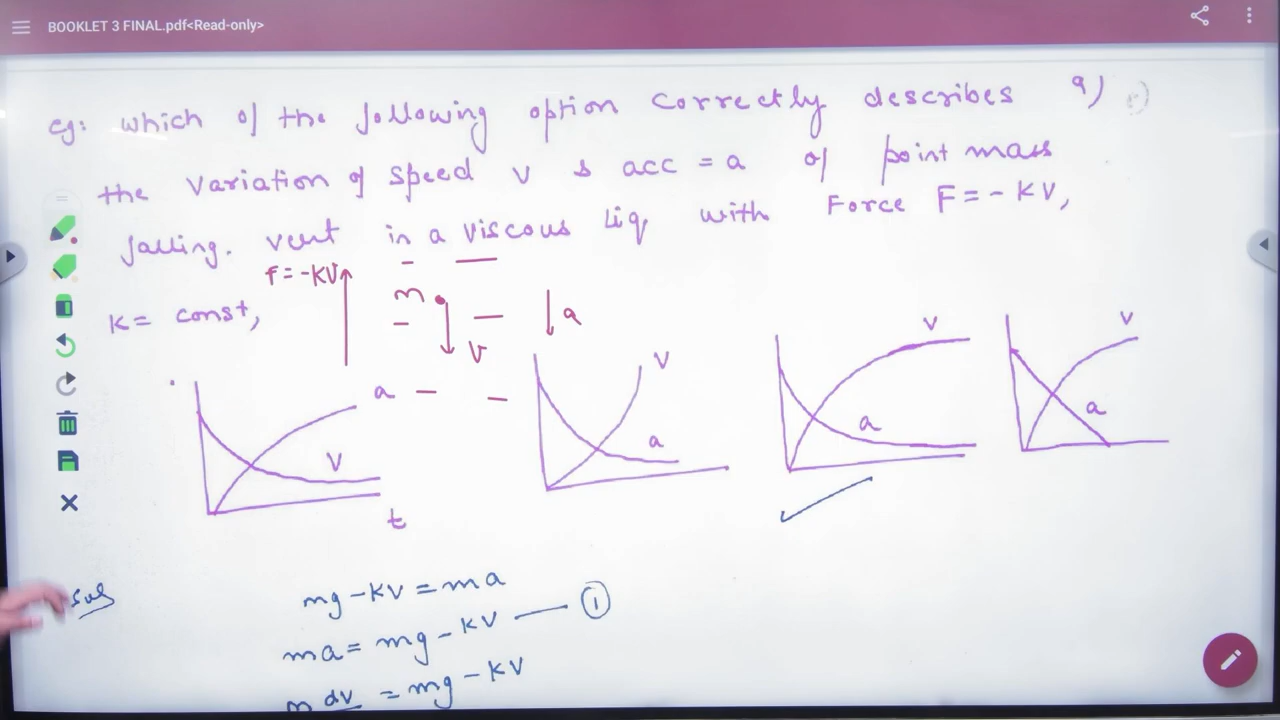 BOOKLET 3 FINAL.pdf<Read-only>
eg: which of the following option correctly describes 9)
the variation of speed v & acc = a of point mass
falling. vert in a viscous liq with Force F = - KV,
K = const,
f = -KV
m
V
a
a
V
t
V
a
V
a
V
a
Sol
mg - KV = ma
ma = mg - KV —— ①
m dv = mg - KV